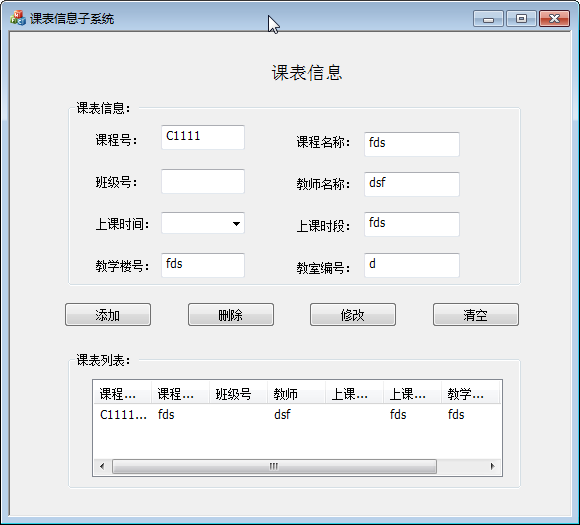 课表信息子系统
课表信息
课表信息：
课程号： C1111 课程名称： fds
班级号： 教师名称： dsf
上课时间： 上课时段： fds
教学楼号： fds 教室编号： d
添加 删除 修改 清空
课表列表：
课程... 课程... 班级号 教师 上课... 上课... 教学...
C1111... fds dsf fds fds